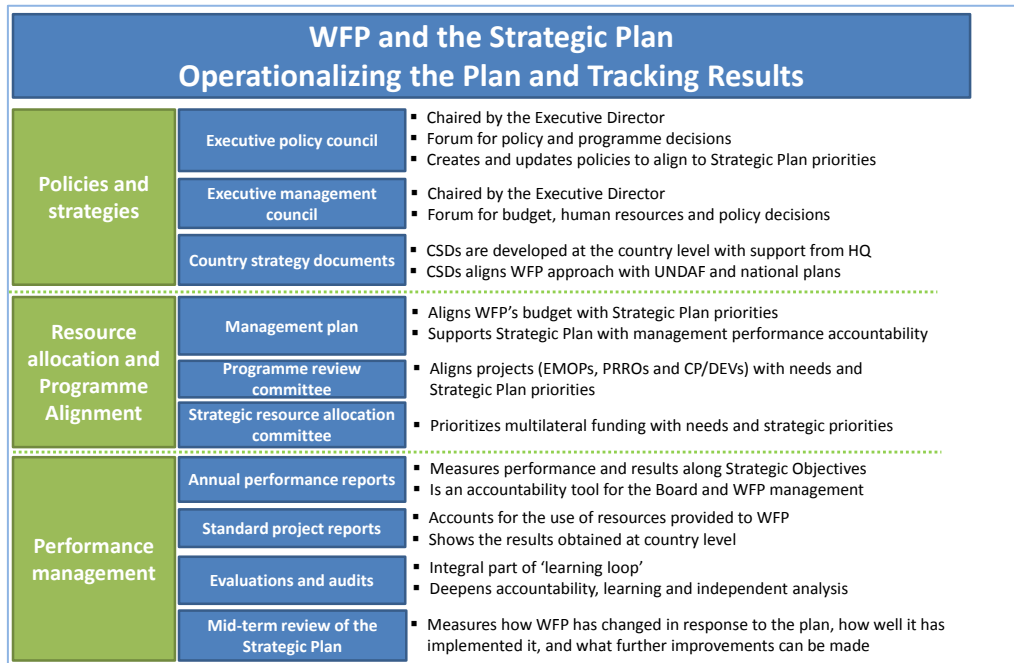 WFP and the Strategic Plan
Operationalizing the Plan and Tracking Results
Policies and
strategies
Executive policy council
▪ Chaired by the Executive Director
▪ Forum for policy and programme decisions
▪ Creates and updates policies to align to Strategic Plan priorities
Executive management
council
▪ Chaired by the Executive Director
▪ Forum for budget, human resources and policy decisions
Country strategy documents
▪ CSDs are developed at the country level with support from HQ
▪ CSDs aligns WFP approach with UNDAF and national plans
Resource
allocation and
Programme
Alignment
Management plan
▪ Aligns WFP’s budget with Strategic Plan priorities
▪ Supports Strategic Plan with management performance accountability
Programme review
committee
▪ Aligns projects (EMOPs, PRROs and CP/DEVs) with needs and
Strategic Plan priorities
Strategic resource allocation
committee
▪ Prioritizes multilateral funding with needs and strategic priorities
Performance
management
Annual performance reports
▪ Measures performance and results along Strategic Objectives
▪ Is an accountability tool for the Board and WFP management
Standard project reports
▪ Accounts for the use of resources provided to WFP
▪ Shows the results obtained at country level
Evaluations and audits
▪ Integral part of ‘learning loop’
▪ Deepens accountability, learning and independent analysis
Mid-term review of the
Strategic Plan
▪ Measures how WFP has changed in response to the plan, how well it has
implemented it, and what further improvements can be made